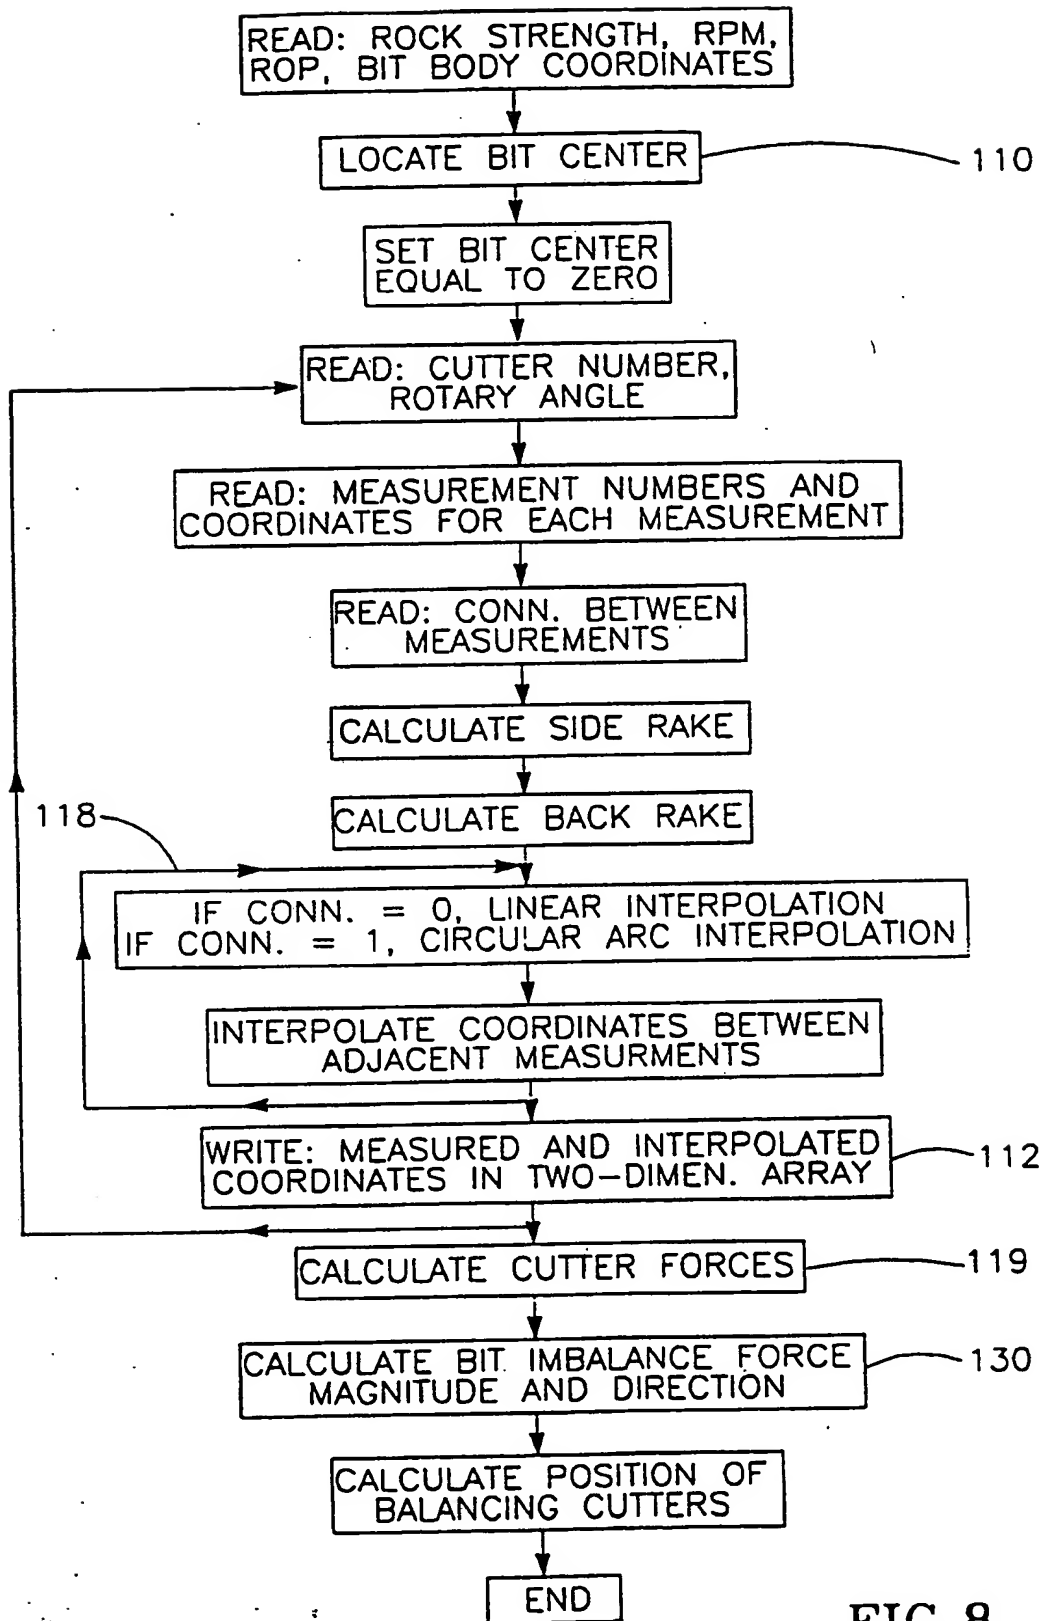 READ: ROCK STRENGTH, RPM,
ROP, BIT BODY COORDINATES
LOCATE BIT CENTER
110
SET BIT CENTER
EQUAL TO ZERO
READ: CUTTER NUMBER,
ROTARY ANGLE
READ: MEASUREMENT NUMBERS AND
COORDINATES FOR EACH MEASUREMENT
READ: CONN. BETWEEN
MEASUREMENTS
CALCULATE SIDE RAKE
CALCULATE BACK RAKE
118
IF CONN. = 0, LINEAR INTERPOLATION
IF CONN. = 1, CIRCULAR ARC INTERPOLATION
INTERPOLATE COORDINATES BETWEEN
ADJACENT MEASURMENTS
WRITE: MEASURED AND INTERPOLATED
COORDINATES IN TWO-DIMEN. ARRAY
112
CALCULATE CUTTER FORCES
119
CALCULATE BIT IMBALANCE FORCE
MAGNITUDE AND DIRECTION
130
CALCULATE POSITION OF
BALANCING CUTTERS
END
FIG. 8